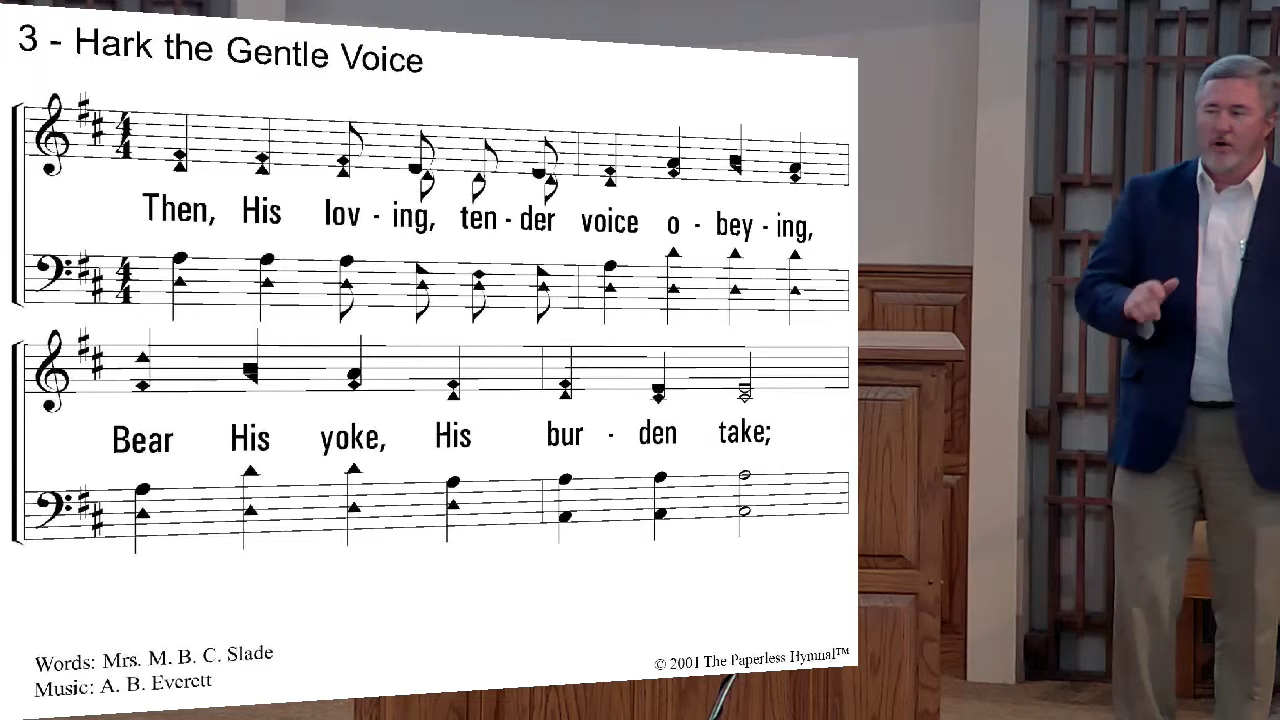 3 - Hark the Gentle Voice
Then, His lov - ing, ten - der voice o - bey - ing,
Bear His yoke, His bur - den take;
Words: Mrs. M. B. C. Slade
Music: A. B. Everett
© 2001 The Paperless Hymnal™